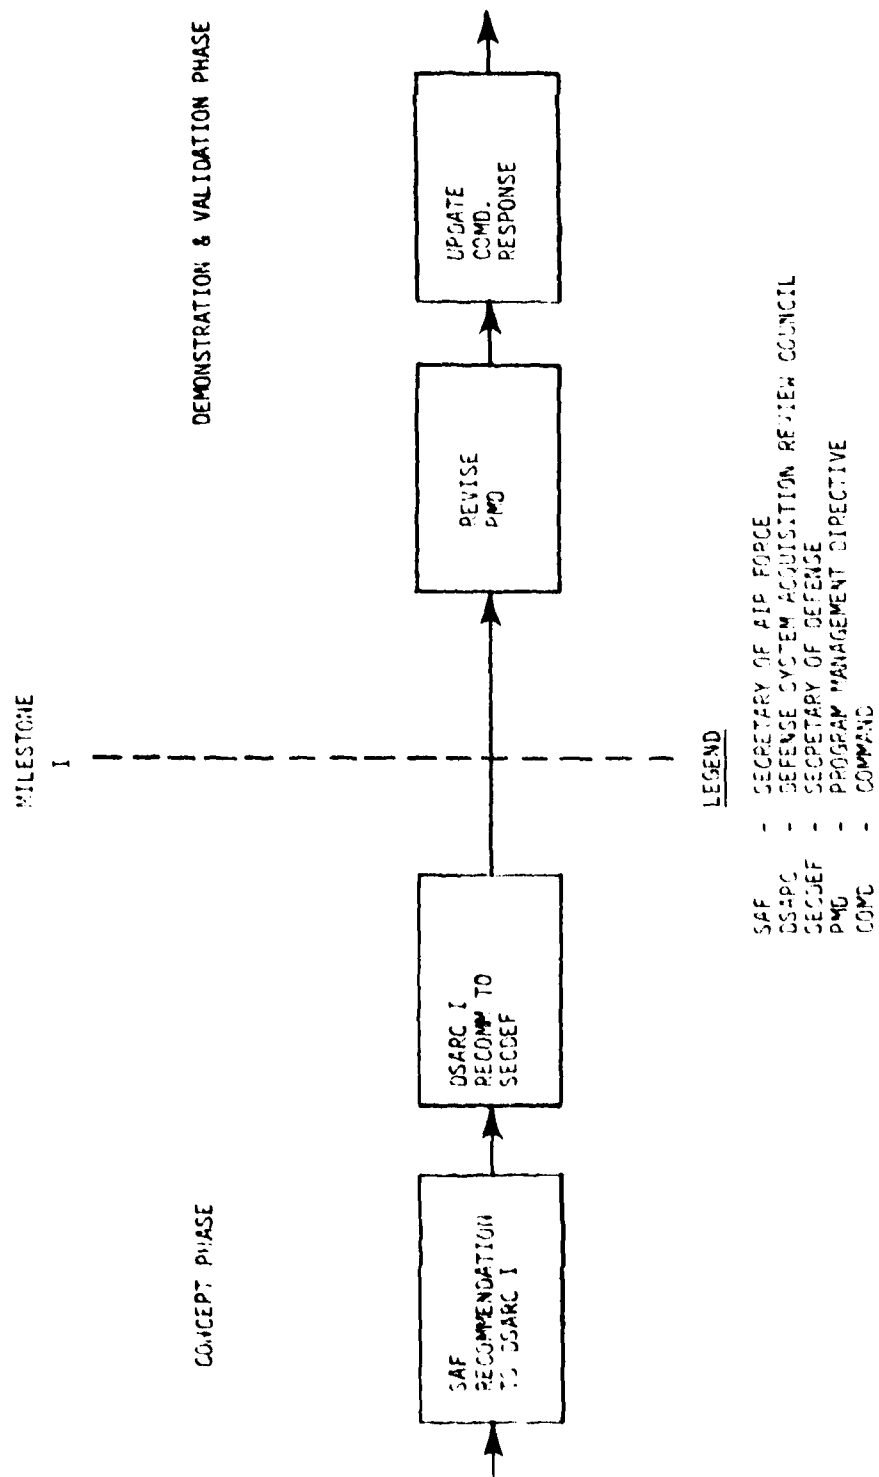 MILESTONE
I
CONCEPT PHASE
DEMONSTRATION & VALIDATION PHASE
SAF
RECOMMENDATION
TO DSARC I
DSARC I
RECOMM TO
SECDEF
REVISE
PMD
UPDATE
COMD.
RESPONSE
LEGEND
SAF - SECRETARY OF AIR FORCE
DSARC - DEFENSE SYSTEM ACQUISITION REVIEW COUNCIL
SECDEF - SECRETARY OF DEFENSE
PMD - PROGRAM MANAGEMENT DIRECTIVE
COMD - COMMAND